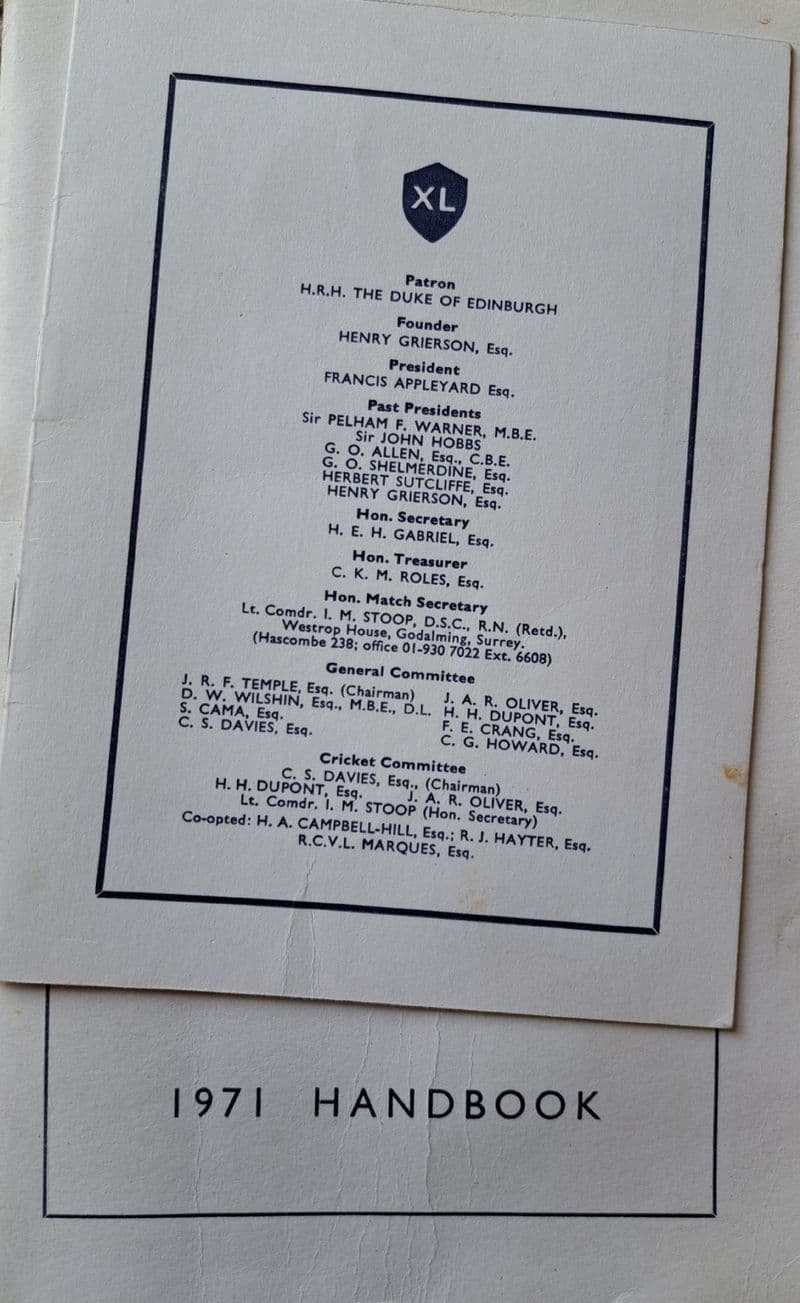 XL
Patron
H.R.H. THE DUKE OF EDINBURGH
Founder
HENRY GRIERSON, Esq.
President
FRANCIS APPLEYARD Esq.
Past Presidents
Sir PELHAM F. WARNER, M.B.E.
Sir JOHN HOBBS
G. O. ALLEN, Esq., C.B.E.
G. O. SHELMERDINE, Esq.
HERBERT SUTCLIFFE, Esq.
HENRY GRIERSON, Esq.
Hon. Secretary
H. E. H. GABRIEL, Esq.
Hon. Treasurer
C. K. M. ROLES, Esq.
Hon. Match Secretary
Lt. Comdr. I. M. STOOP, D.S.C., R.N. (Retd.),
Westrop House, Godalming, Surrey.
(Hascombe 238; office 01-930 7022 Ext. 6608)
General Committee
J. R. F. TEMPLE, Esq. (Chairman) J. A. R. OLIVER, Esq.
D. W. WILSHIN, Esq., M.B.E., D.L. H. H. DUPONT, Esq.
S. CAMA, Esq. F. E. CRANG, Esq.
C. S. DAVIES, Esq. C. G. HOWARD, Esq.
Cricket Committee
C. S. DAVIES, Esq., (Chairman)
H. H. DUPONT, Esq. J. A. R. OLIVER, Esq.
Lt. Comdr. I. M. STOOP (Hon. Secretary)
Co-opted: H. A. CAMPBELL-HILL, Esq.; R. J. HAYTER, Esq.
R.C.V.L. MARQUES, Esq.
1971 HANDBOOK